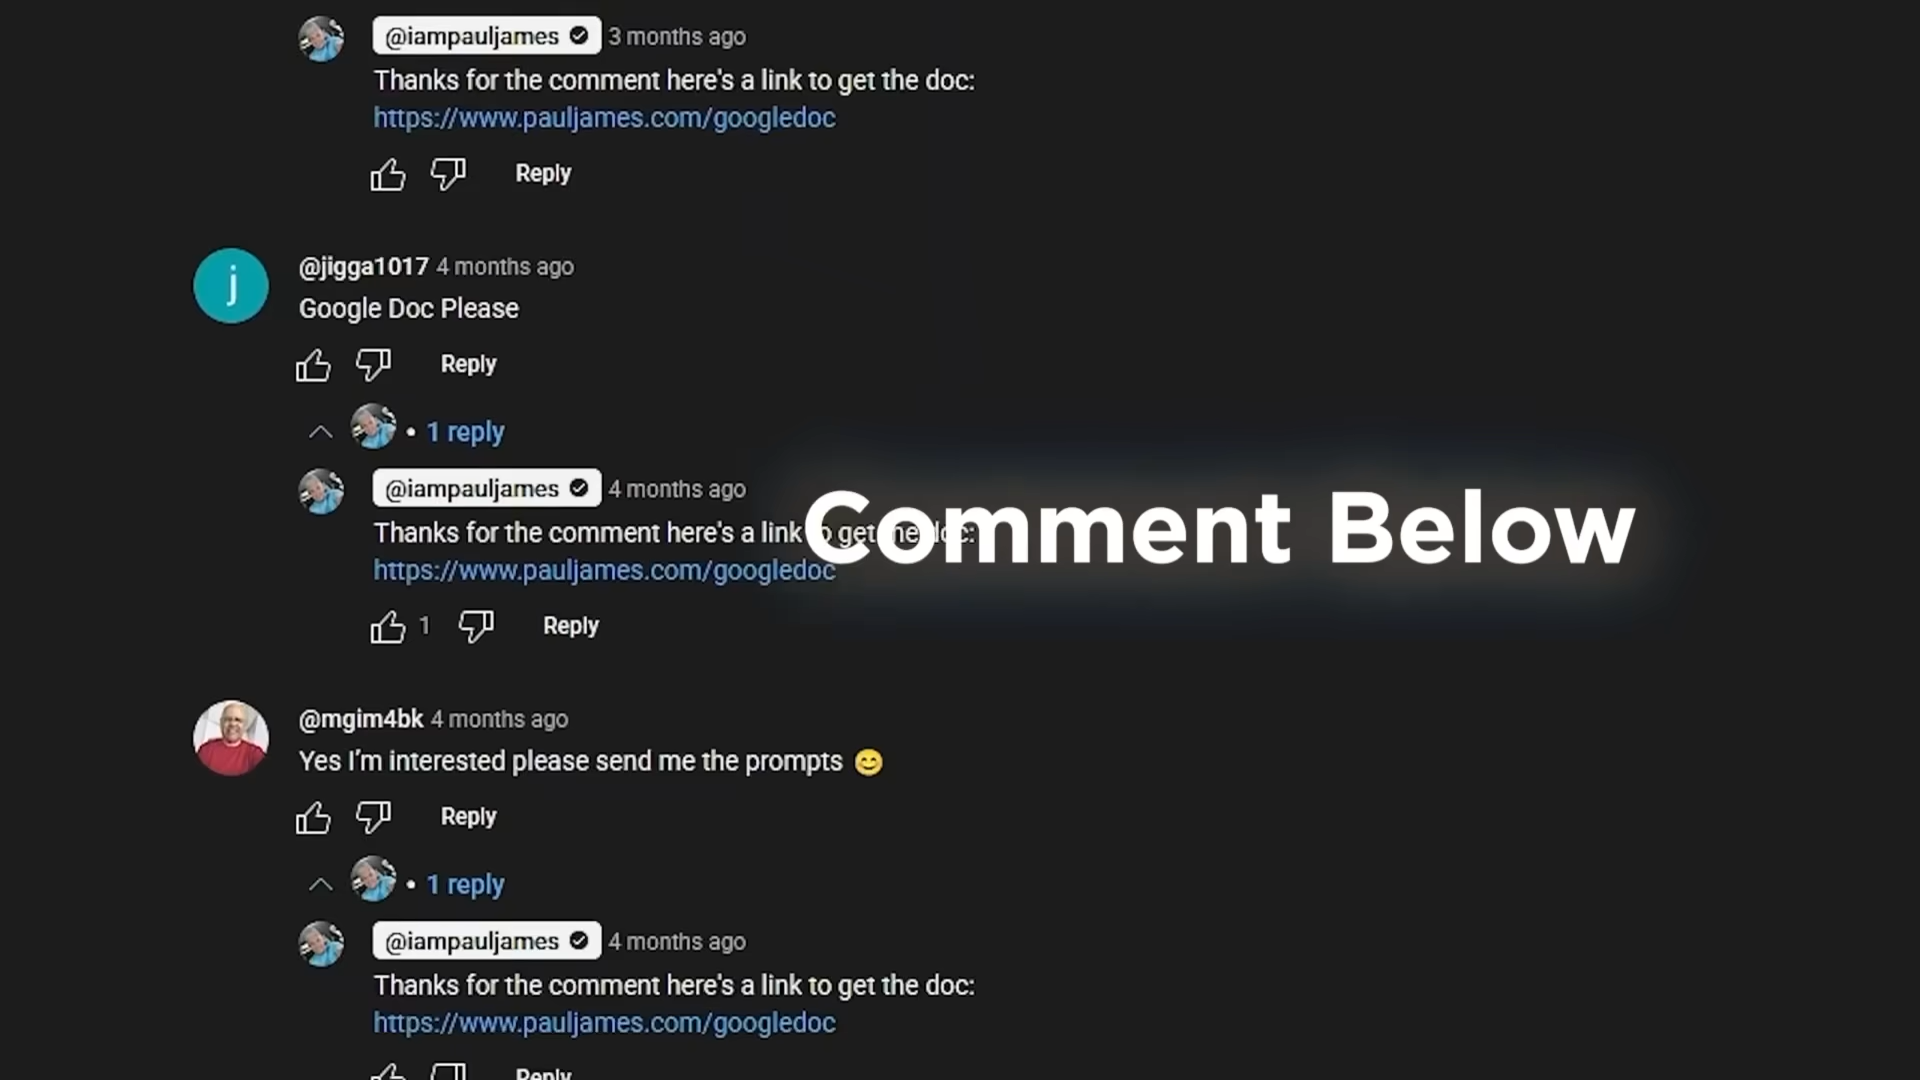 @iampauljames 3 months ago
Thanks for the comment here's a link to get the doc:
https://www.pauljames.com/googledoc
Reply
j
@jigga1017 4 months ago
Google Doc Please
Reply
1 reply
@iampauljames 4 months ago
Thanks for the comment here's a link to get the doc:
https://www.pauljames.com/googledoc
Comment Below
1 Reply
@mgim4bk 4 months ago
Yes I'm interested please send me the prompts 😊
Reply
1 reply
@iampauljames 4 months ago
Thanks for the comment here's a link to get the doc:
https://www.pauljames.com/googledoc
Reply